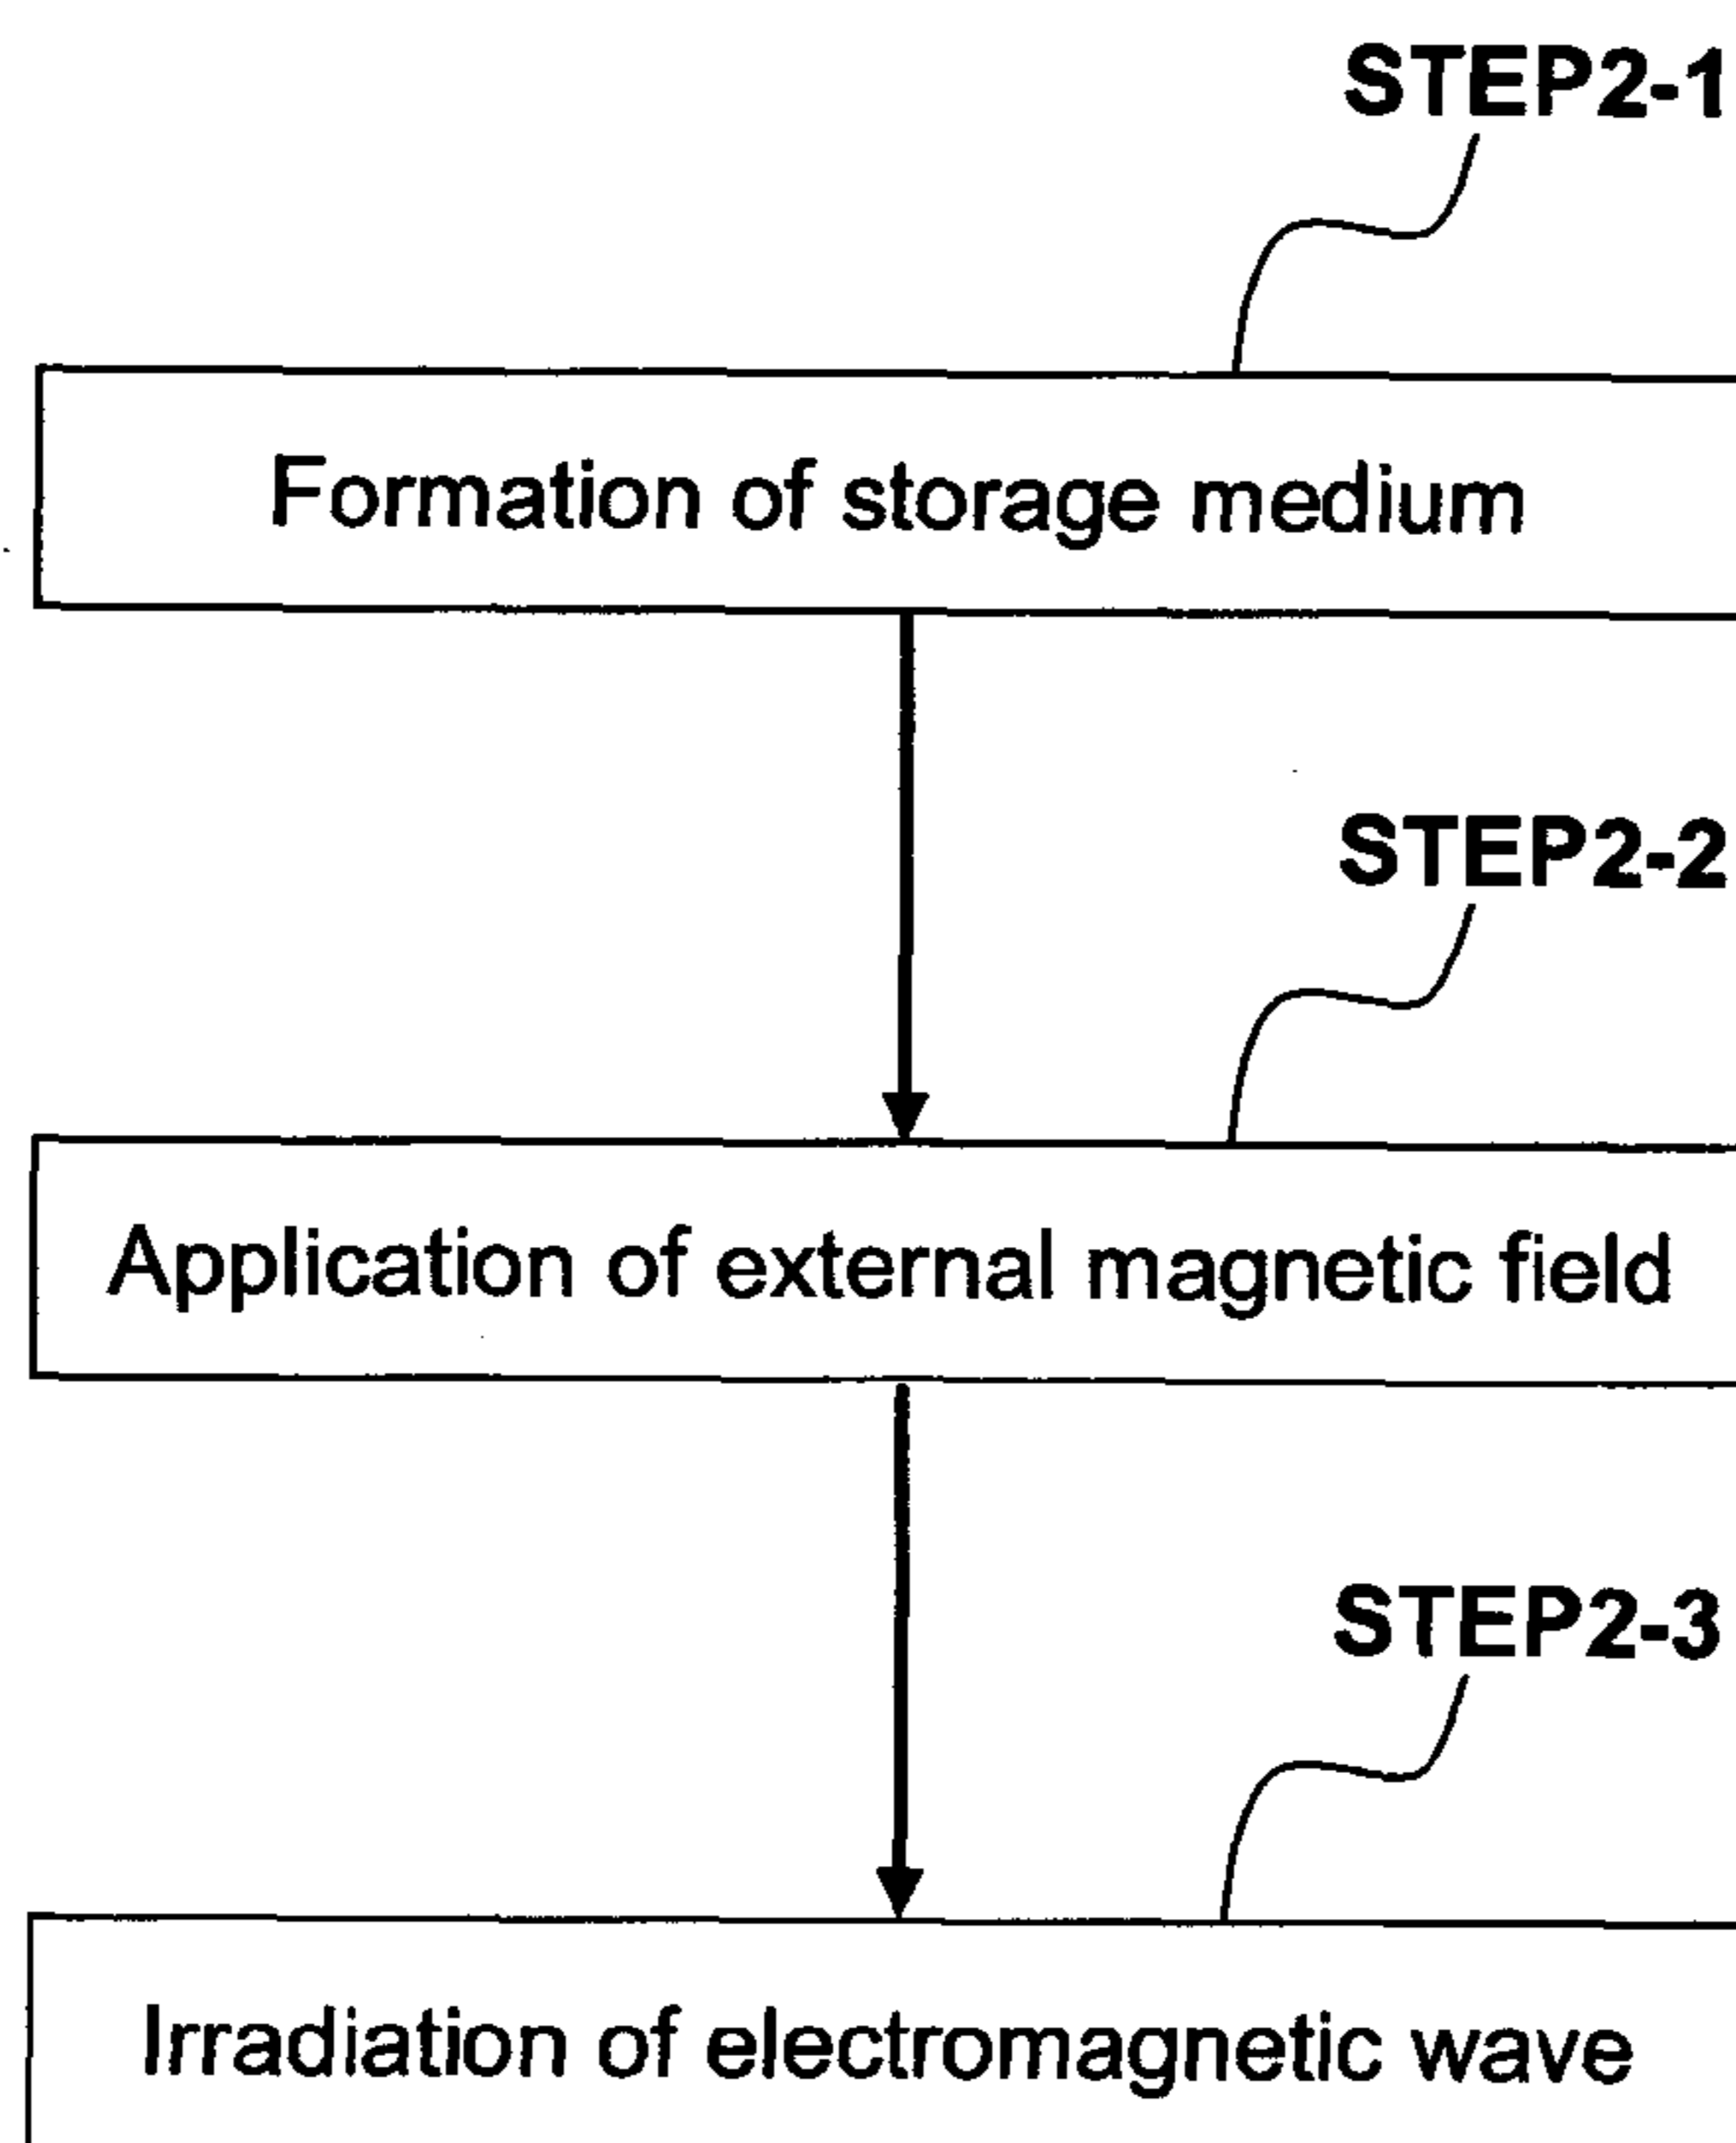 STEP2-1
Formation of storage medium
STEP2-2
Application of external magnetic field
STEP2-3
Irradiation of electromagnetic wave